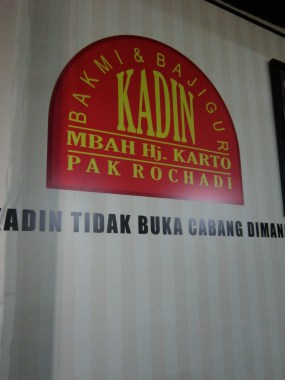 BAKMI & BAJIGUR
KADIN
MBAH Hj. KARTO
PAK ROCHADI
KADIN TIDAK BUKA CABANG DIMAN